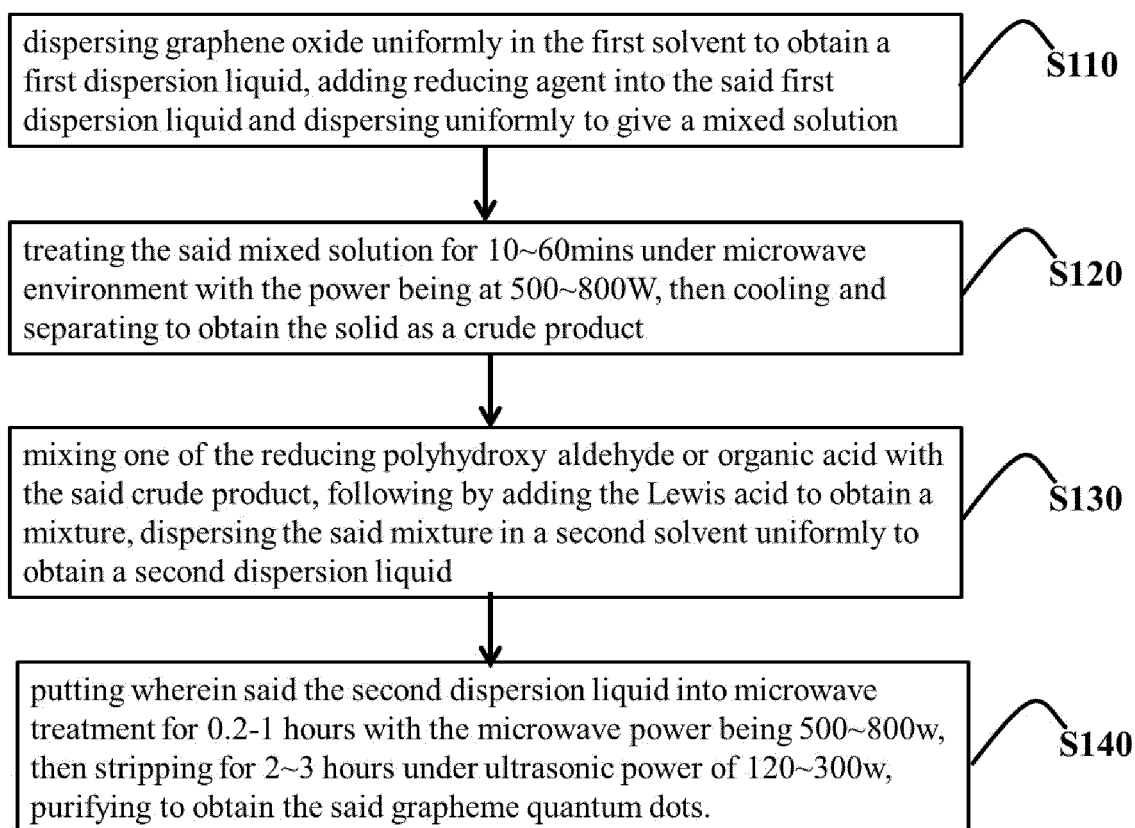 dispersing graphene oxide uniformly in the first solvent to obtain a
first dispersion liquid, adding reducing agent into the said first
dispersion liquid and dispersing uniformly to give a mixed solution
S110
treating the said mixed solution for 10~60mins under microwave
environment with the power being at 500~800W, then cooling and
separating to obtain the solid as a crude product
S120
mixing one of the reducing polyhydroxy aldehyde or organic acid with
the said crude product, following by adding the Lewis acid to obtain a
mixture, dispersing the said mixture in a second solvent uniformly to
obtain a second dispersion liquid
S130
putting wherein said the second dispersion liquid into microwave
treatment for 0.2-1 hours with the microwave power being 500~800w,
then stripping for 2~3 hours under ultrasonic power of 120~300w,
purifying to obtain the said grapheme quantum dots.
S140